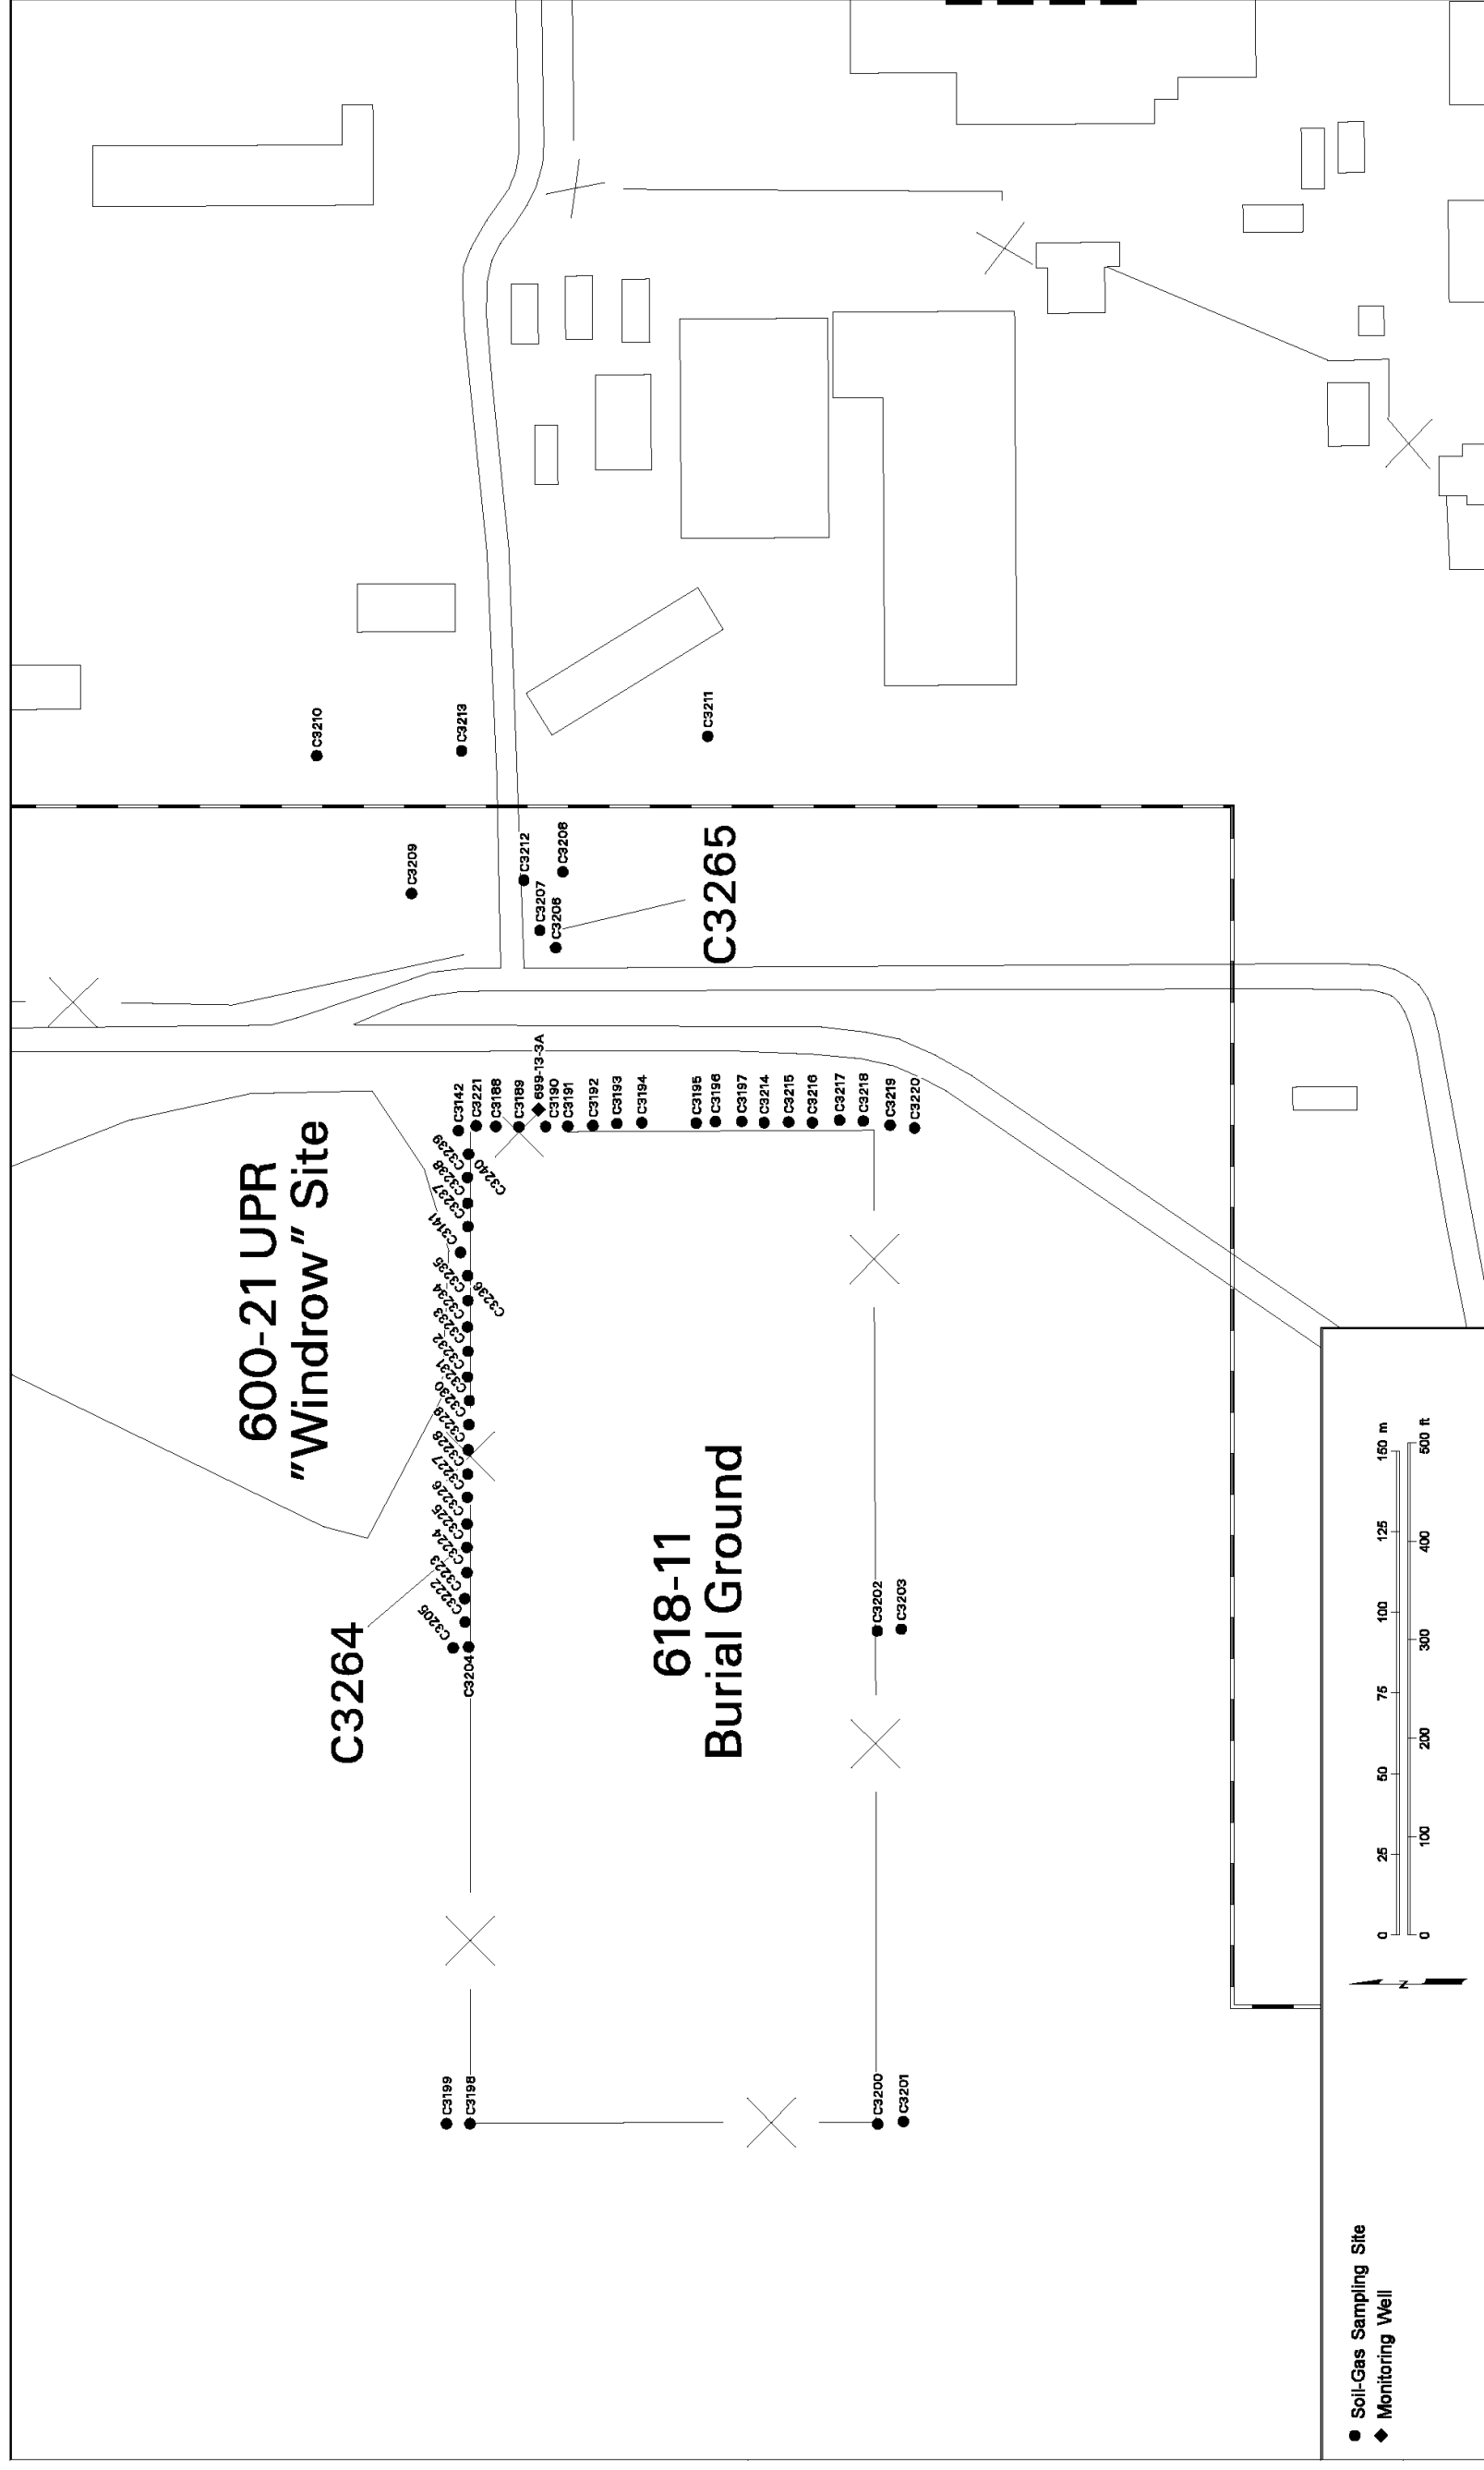 600-21 UPR
"Windrow" Site
C3264
C3265
618-11
Burial Ground
C3210
C3213
C3211
C3209
C3212
C3208
C3207
C3206
699-13-3A
C3142
C3221
C3188
C3189
C3190
C3191
C3192
C3193
C3194
C3195
C3196
C3197
C3214
C3215
C3216
C3217
C3218
C3219
C3220
C3199
C3198
C3204
C3205
C3222
C3223
C3224
C3225
C3226
C3227
C3228
C3229
C3230
C3231
C3232
C3233
C3234
C3235
C3236
C3141
C3237
C3238
C3239
C3240
C3202
C3203
C3200
C3201
● Soil-Gas Sampling Site
◆ Monitoring Well
N
0 25 50 75 100 125 150 m
0 100 200 300 400 500 ft